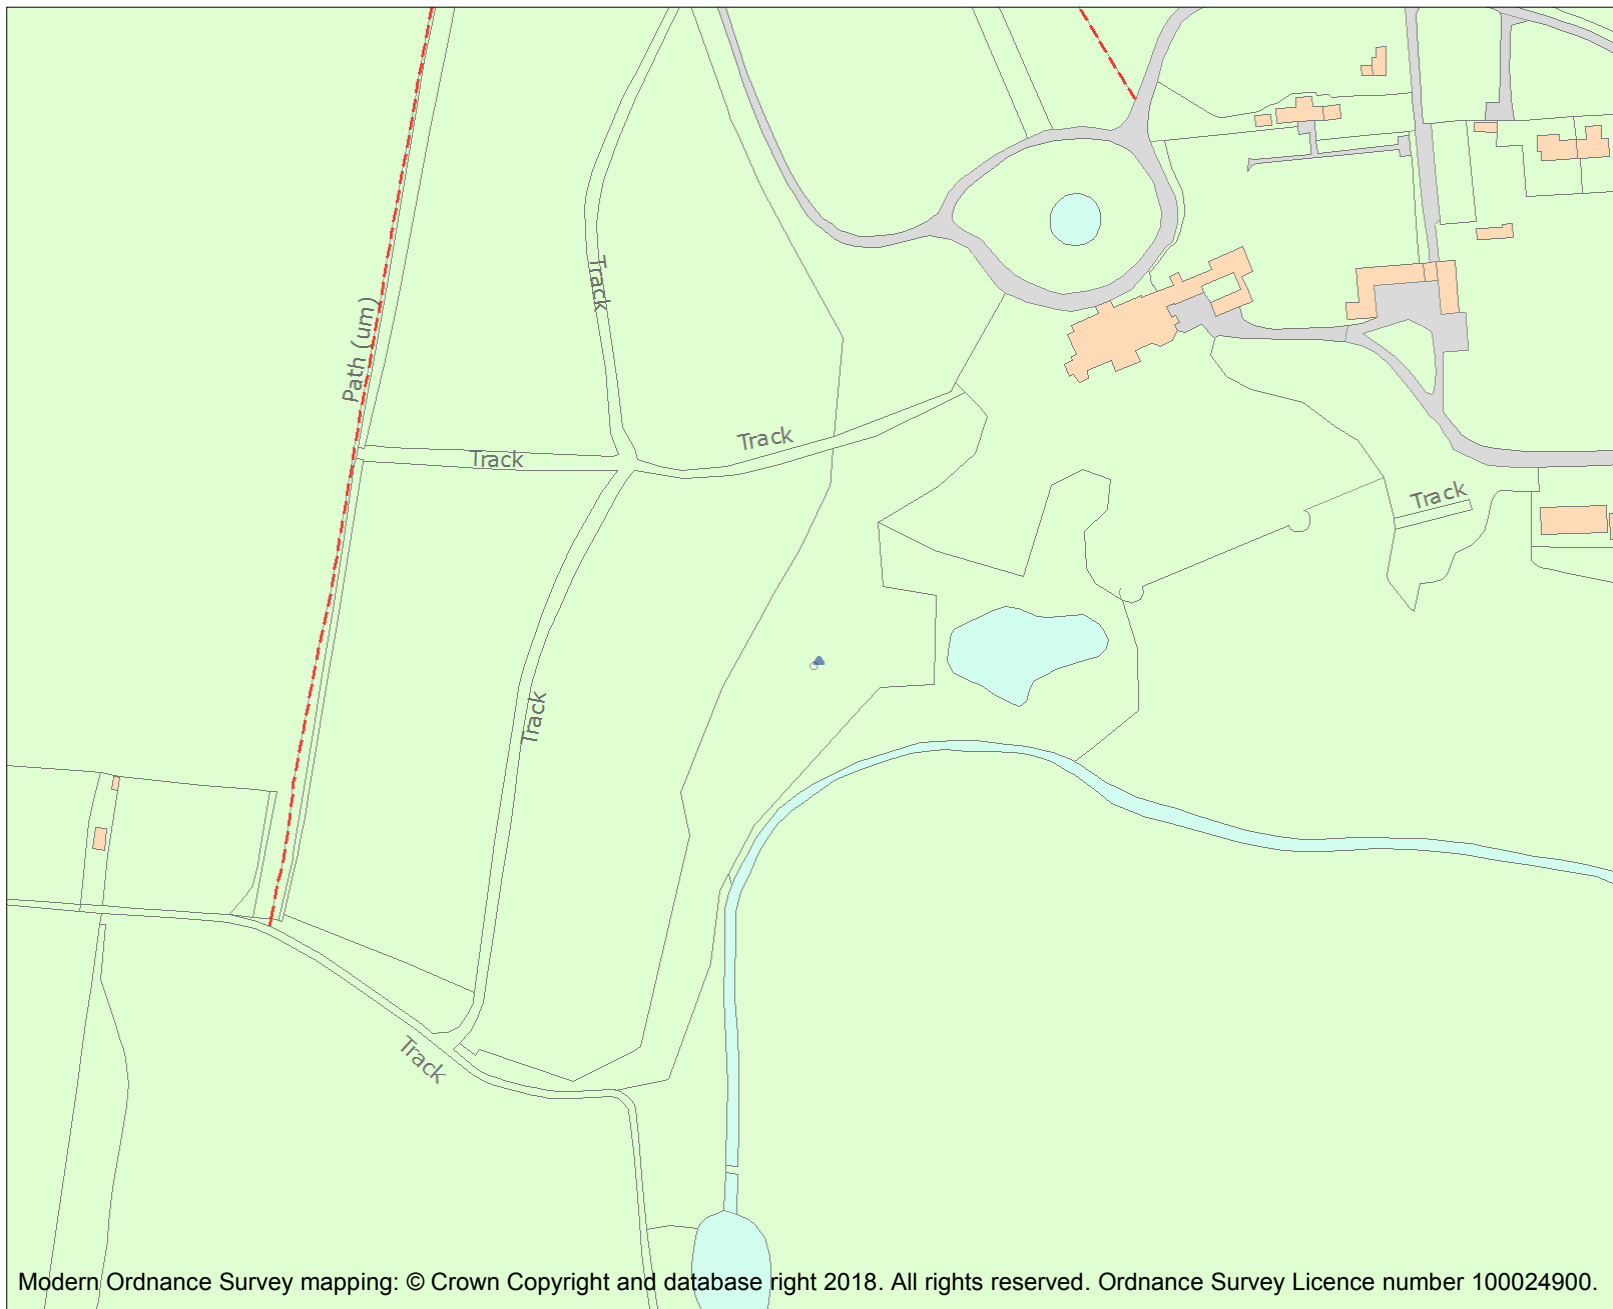 Track
Path (um)
Track
Track
Track
Track
Track
Modern Ordnance Survey mapping: © Crown Copyright and database right 2018. All rights reserved. Ordnance Survey Licence number 100024900.